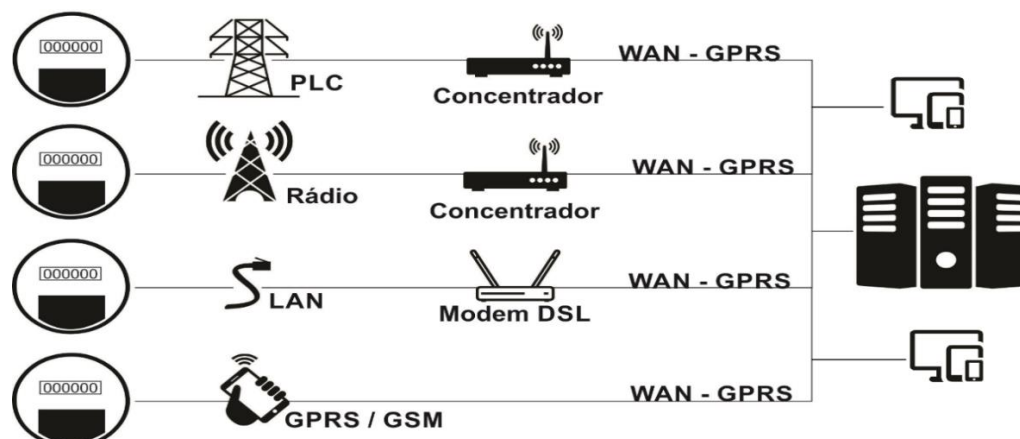 000000
PLC
Concentrador
WAN - GPRS
000000
Rádio
Concentrador
WAN - GPRS
000000
LAN
Modem DSL
WAN - GPRS
000000
GPRS / GSM
WAN - GPRS